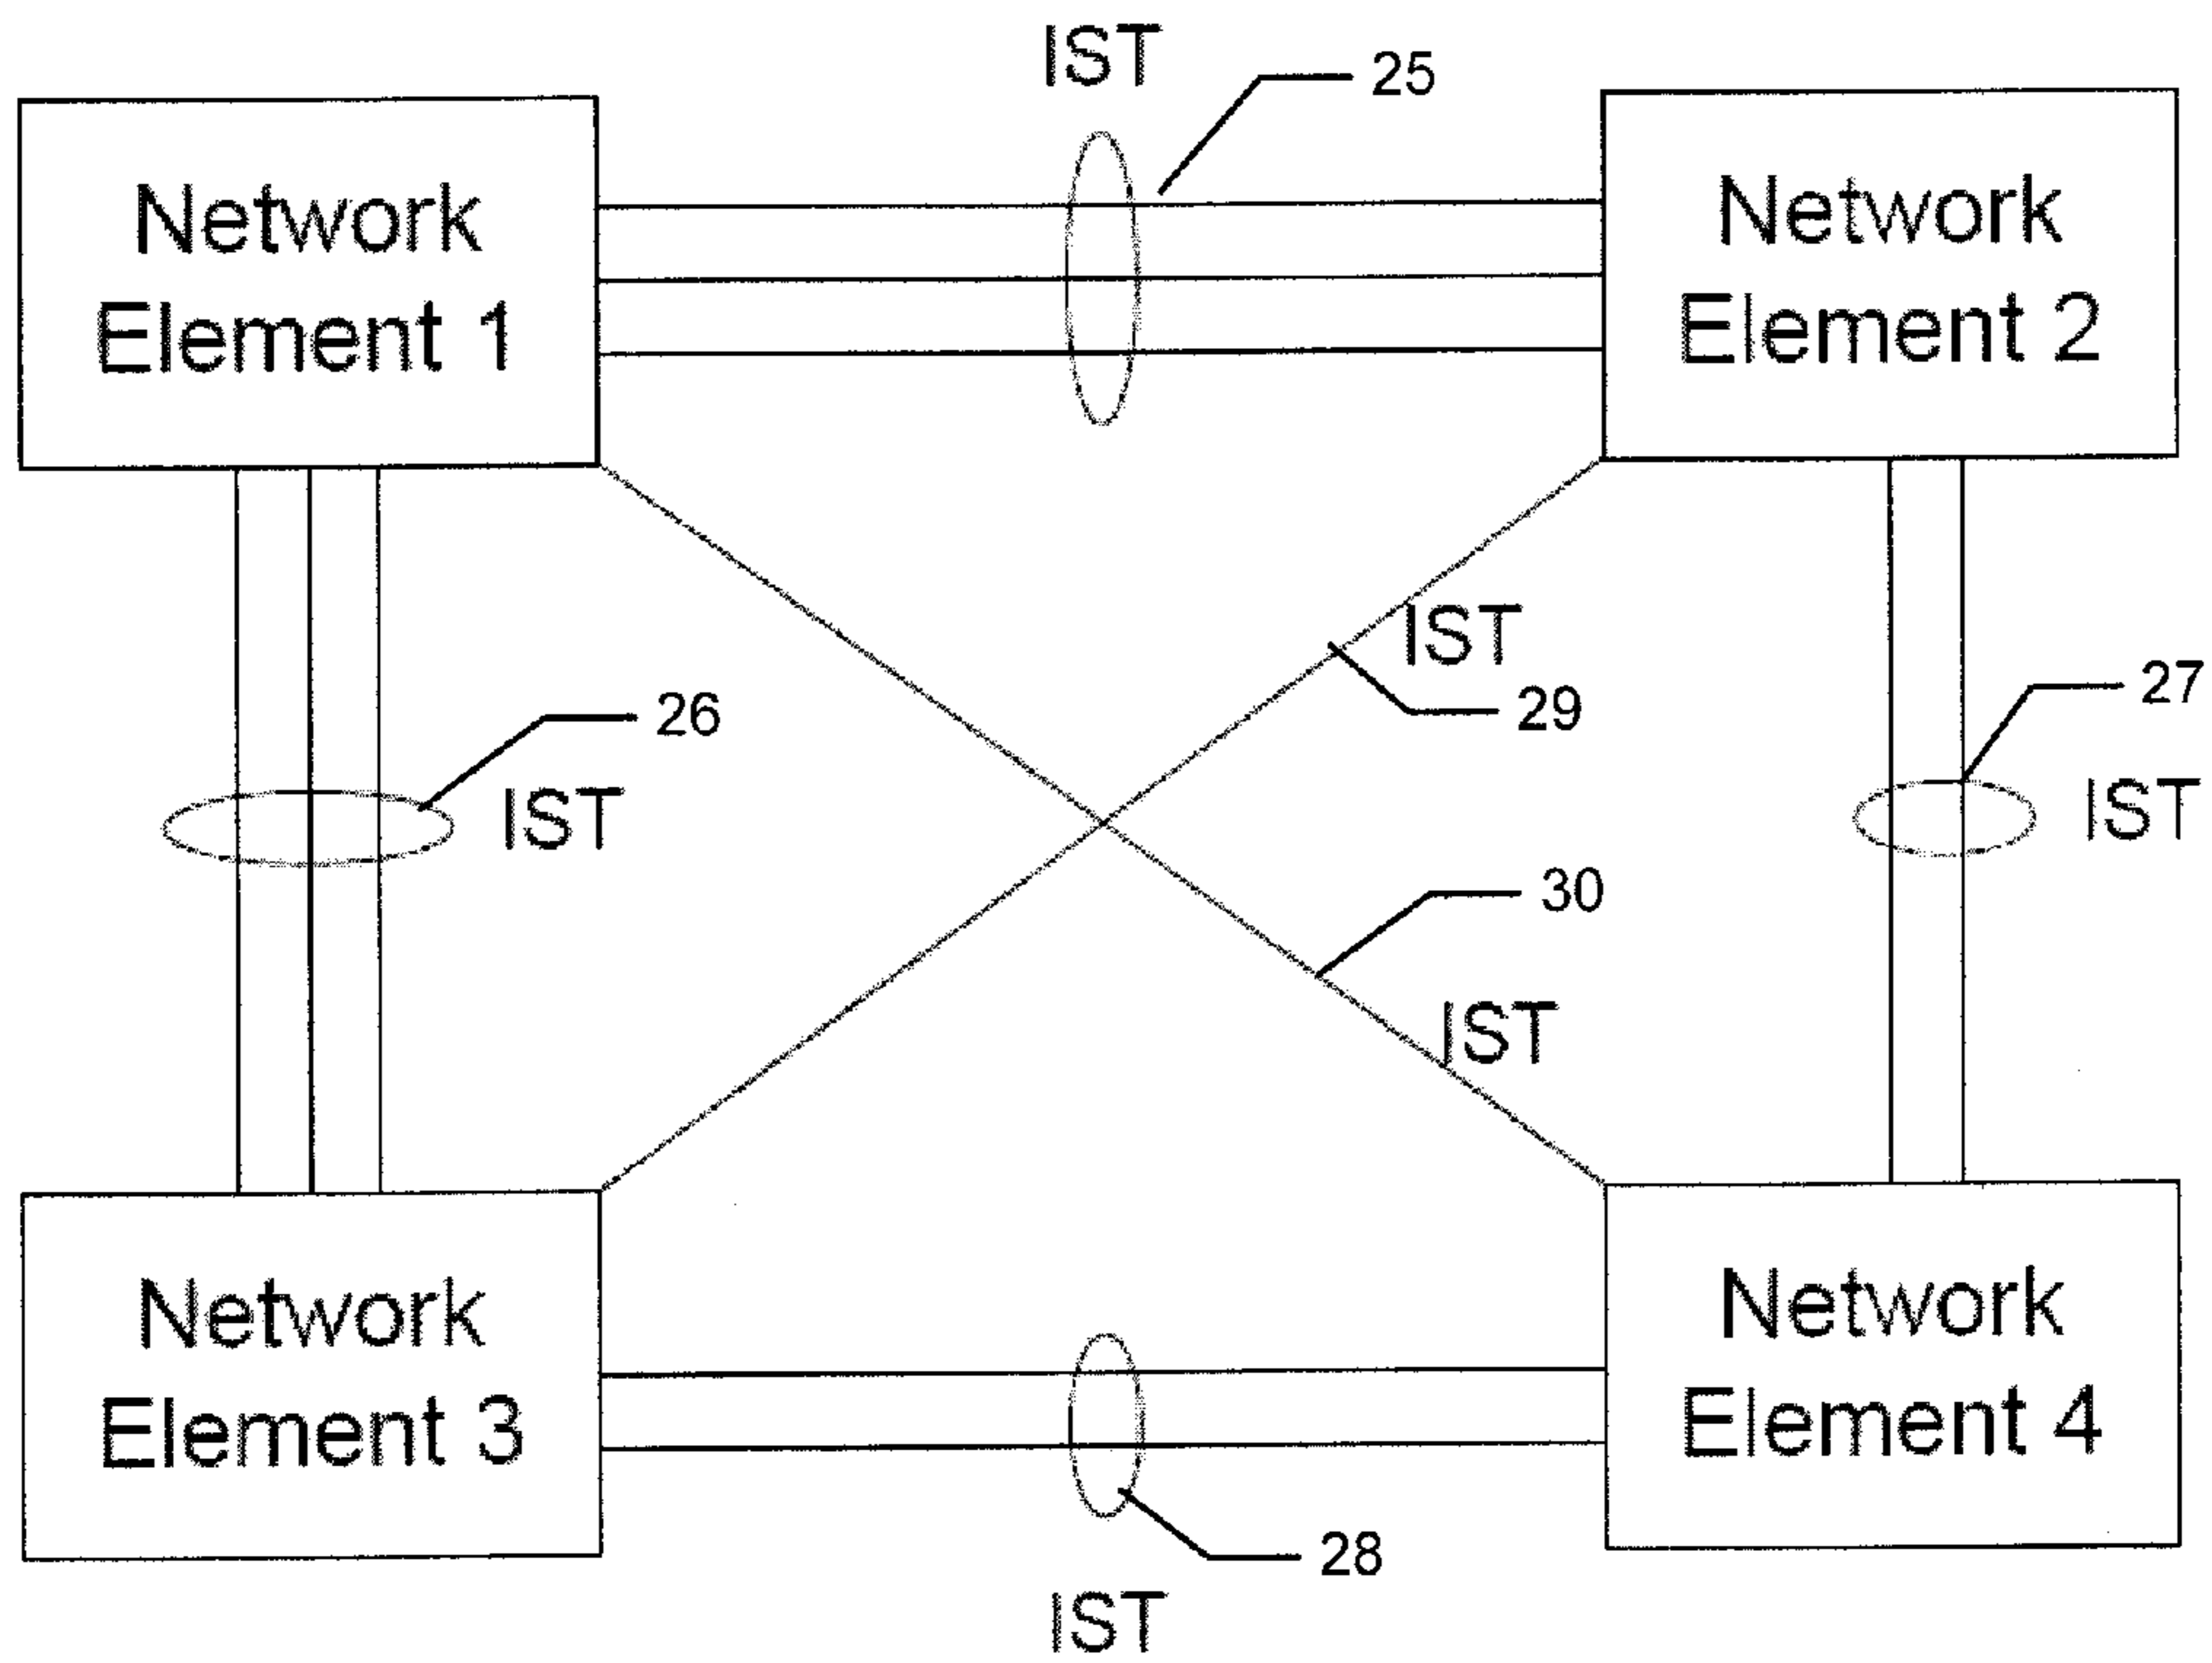 IST
25
Network
Element 1
Network
Element 2
IST
29
27
26
IST
IST
30
IST
Network
Element 3
Network
Element 4
28
IST